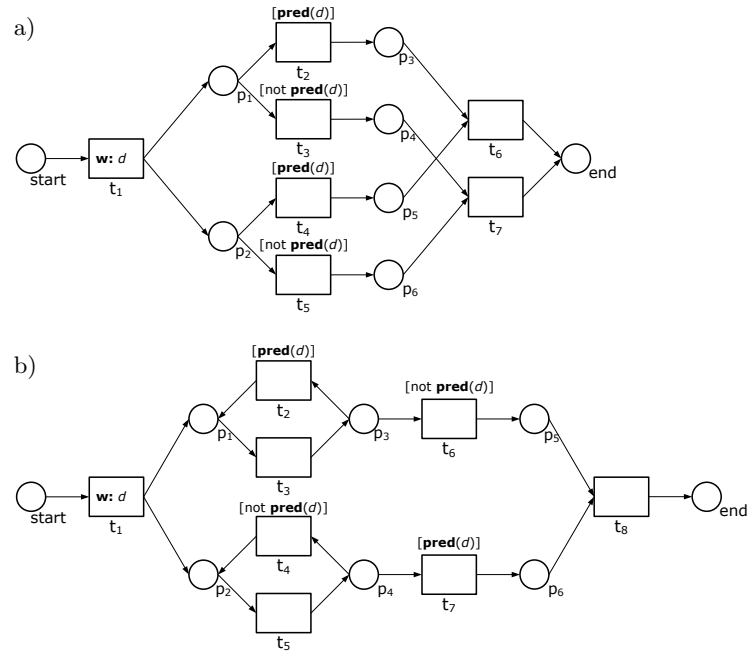 a)
[pred(d)]
t2
p3
p1
[not pred(d)]
t3
p4
t6
start
w: d
t1
[pred(d)]
t4
p5
end
t7
p2
[not pred(d)]
t5
p6
b)
[pred(d)]
t2
[not pred(d)]
p1
p3
t6
p5
t3
start
w: d
t1
[not pred(d)]
t8
end
t4
[pred(d)]
p2
p4
t7
p6
t5